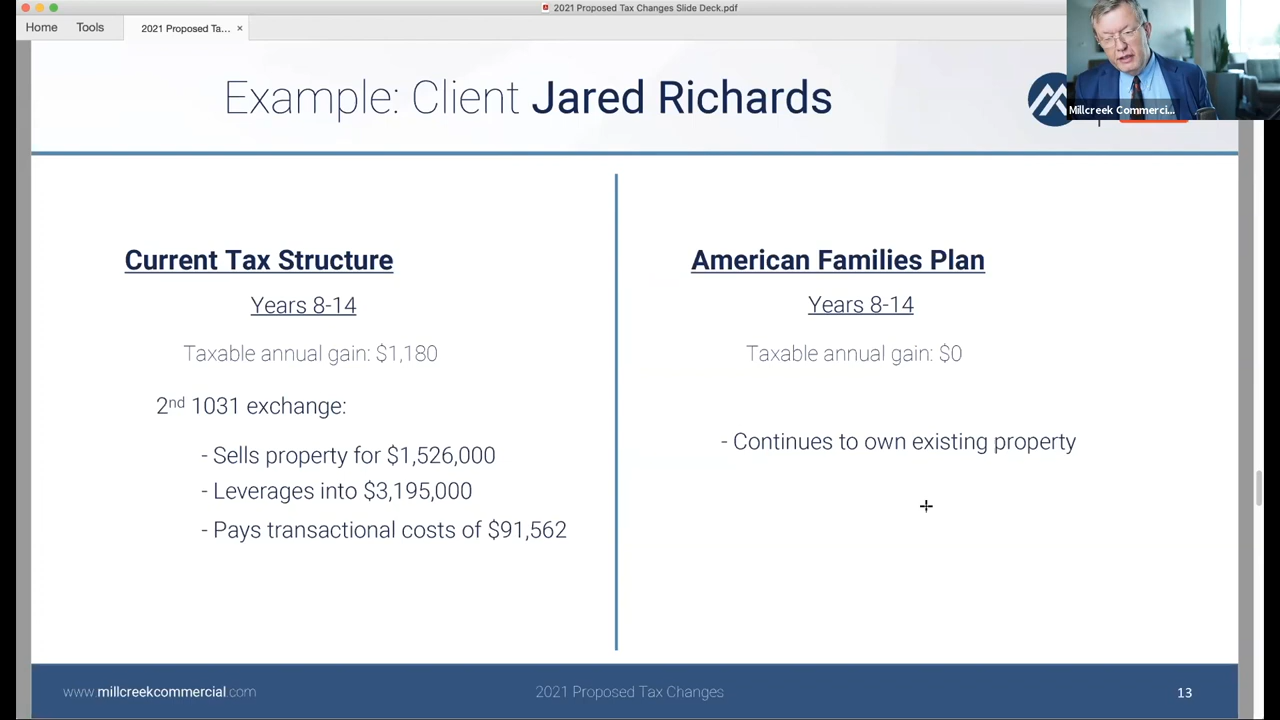 2021 Proposed Tax Changes Slide Deck.pdf
Home Tools 2021 Proposed Ta... ×
Example: Client Jared Richards
Millcreek Commerci...
Current Tax Structure
Years 8-14
Taxable annual gain: $1,180
2nd 1031 exchange:
- Sells property for $1,526,000
- Leverages into $3,195,000
- Pays transactional costs of $91,562
American Families Plan
Years 8-14
Taxable annual gain: $0
- Continues to own existing property
www.millcreekcommercial.com
2021 Proposed Tax Changes
13